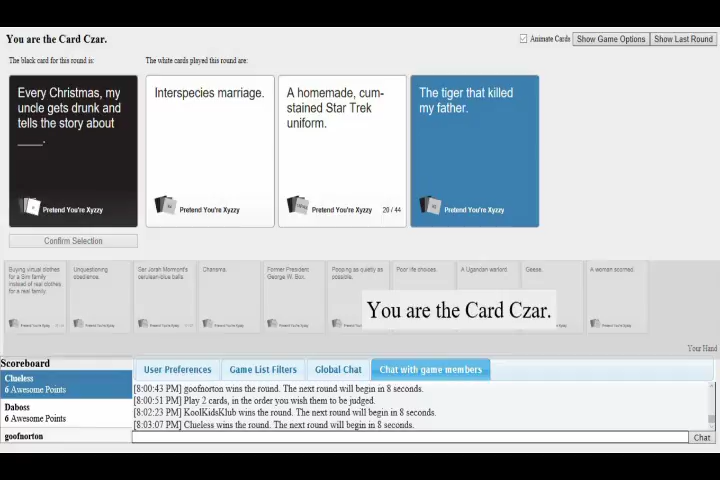 You are the Card Czar.
Animate Cards
Show Game Options
Show Last Round
The black card for this round is:
The white cards played this round are:
Every Christmas, my
uncle gets drunk and
tells the story about
____.
Pretend You're Xyzzy
Interspecies marriage.
Pretend You're Xyzzy
A homemade, cum-
stained Star Trek
uniform.
Pretend You're Xyzzy
20 / 44
The tiger that killed
my father.
Pretend You're Xyzzy
Confirm Selection
Buying virtual clothes
for a Sim family
instead of real clothes
for a real family.
Unquestioning
obedience.
Ser Jorah Mormont's
cerulean-blue balls.
Charisma.
Former President
George W. Box.
Pooping as quietly as
possible.
Poor life choices.
A Ugandan warlord.
Geese.
A woman scorned.
You are the Card Czar.
Your Hand
Scoreboard
Clueless
6 Awesome Points
Daboss
6 Awesome Points
goofnorton
User Preferences
Game List Filters
Global Chat
Chat with game members
[8:00:43 PM] goofnorton wins the round. The next round will begin in 8 seconds.
[8:00:51 PM] Play 2 cards, in the order you wish them to be judged.
[8:02:23 PM] KoolKidsKlub wins the round. The next round will begin in 8 seconds.
[8:03:07 PM] Clueless wins the round. The next round will begin in 8 seconds.
Chat